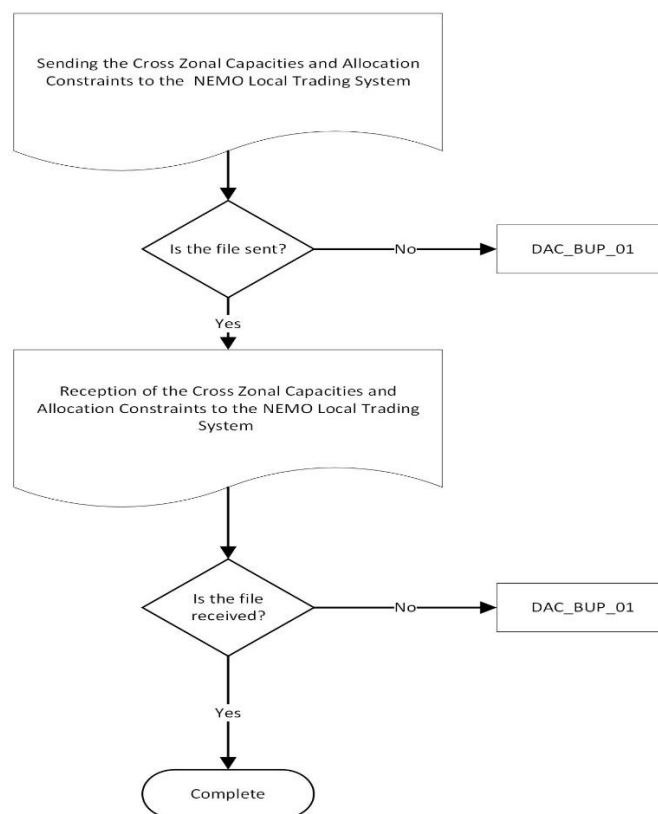 Sending the Cross Zonal Capacities and Allocation
Constraints to the NEMO Local Trading System
Is the file sent?
No
DAC_BUP_01
Yes
Reception of the Cross Zonal Capacities and
Allocation Constraints to the NEMO Local Trading
System
Is the file
received?
No
DAC_BUP_01
Yes
Complete